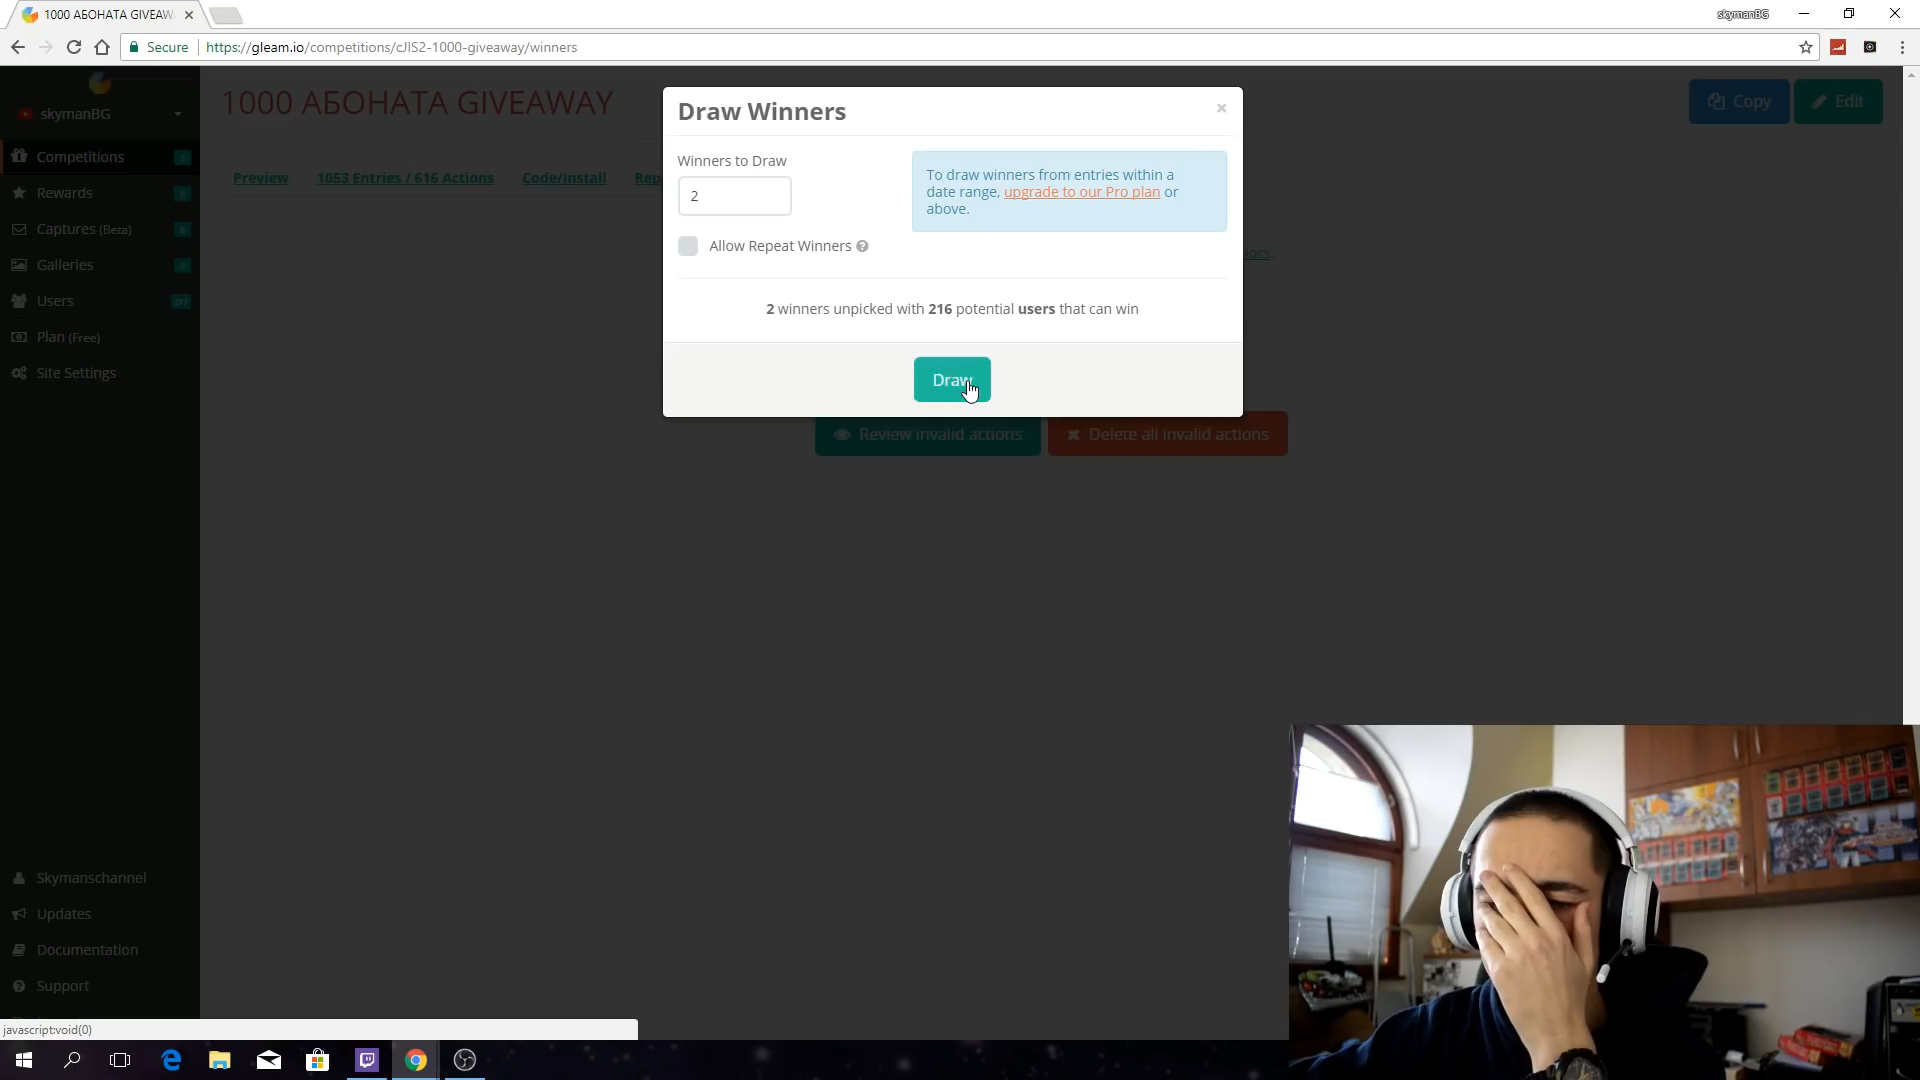 1000 АБОНАТА GIVEAW
skymanBG
Secure
https://gleam.io/competitions/cJIS2-1000-giveaway/winners
skymanBG
Competitions
Rewards
Captures (Beta)
Galleries
Users
Plan (Free)
Site Settings
Skymanschannel
Updates
Documentation
Support
1000 АБОНАТА GIVEAWAY
Copy
Edit
Preview
1053 Entries / 616 Actions
Code/Install
Rep
ocs.
Draw Winners
×
Winners to Draw
2
To draw winners from entries within a
date range, upgrade to our Pro plan or
above.
Allow Repeat Winners ?
2 winners unpicked with 216 potential users that can win
Draw
Review invalid actions
Delete all invalid actions
javascript:void(0)